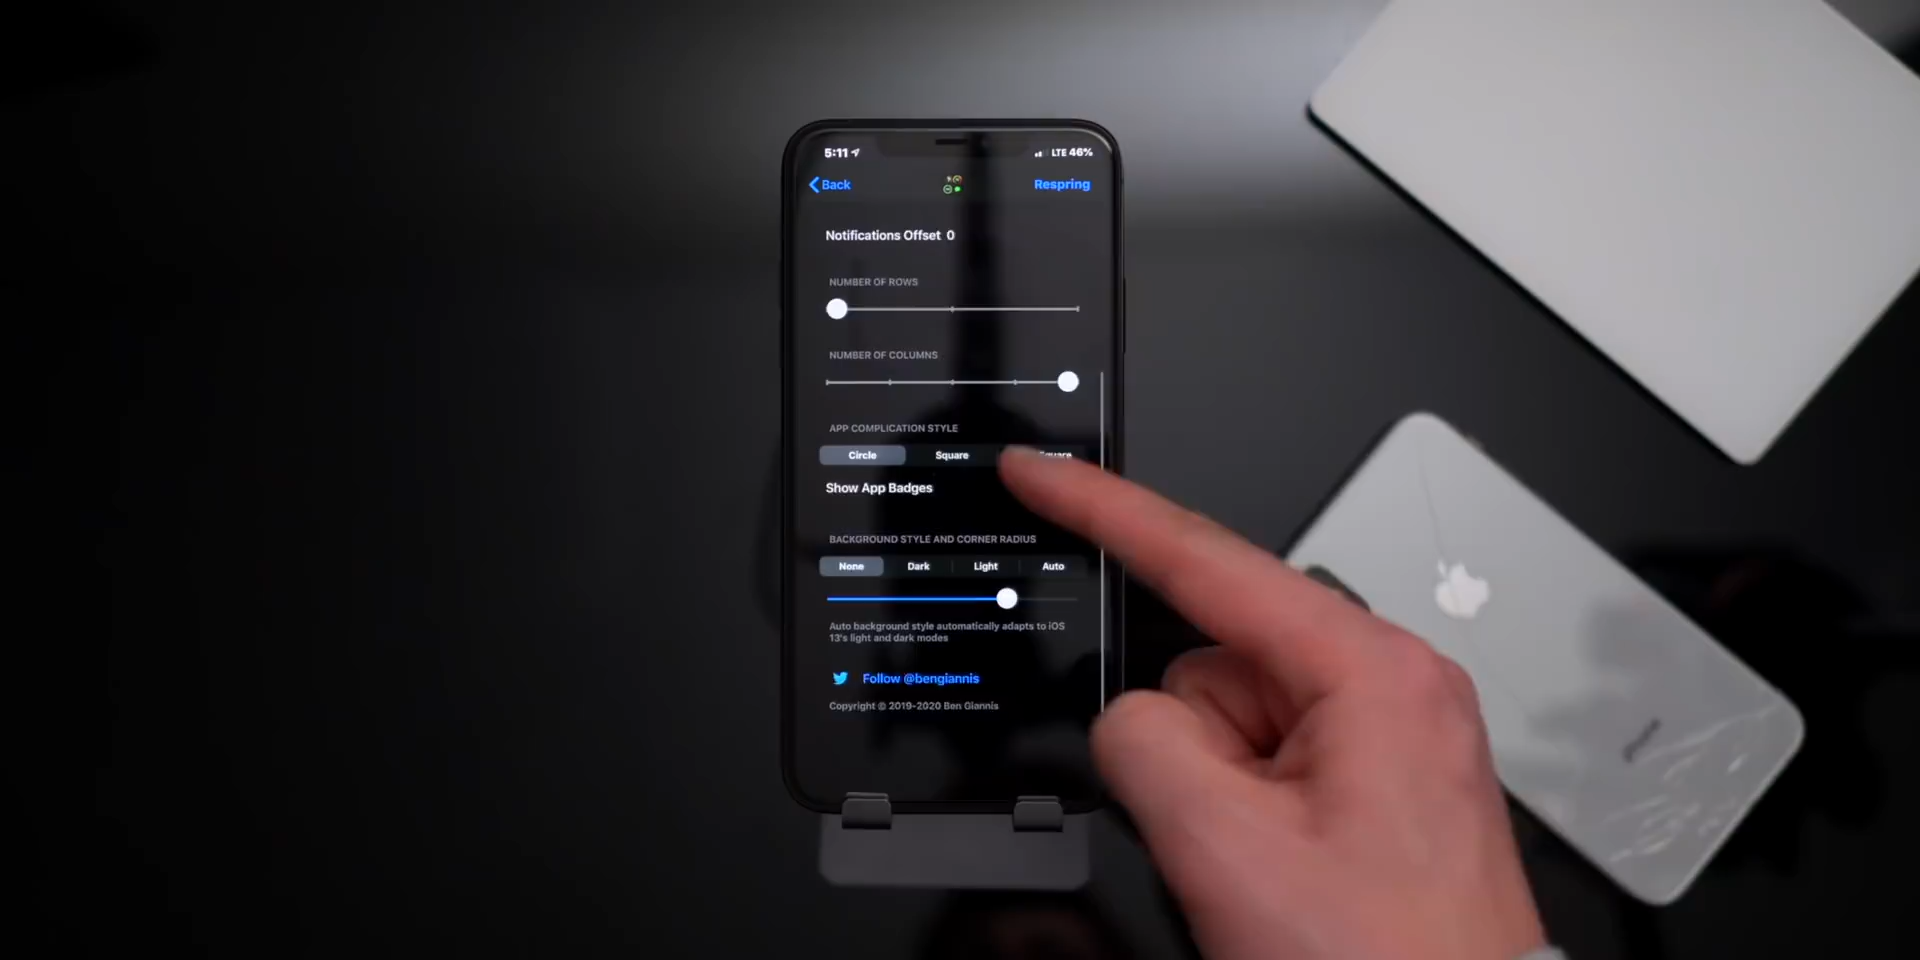 5:11
LTE 46%
Back
Respring
Notifications Offset 0
NUMBER OF ROWS
NUMBER OF COLUMNS
APP COMPLICATION STYLE
Circle Square Square
Show App Badges
BACKGROUND STYLE AND CORNER RADIUS
None Dark Light Auto
Auto background style automatically adapts to iOS
13's light and dark modes
Follow @bengiannis
Copyright © 2019-2020 Ben Giannis
iPhone